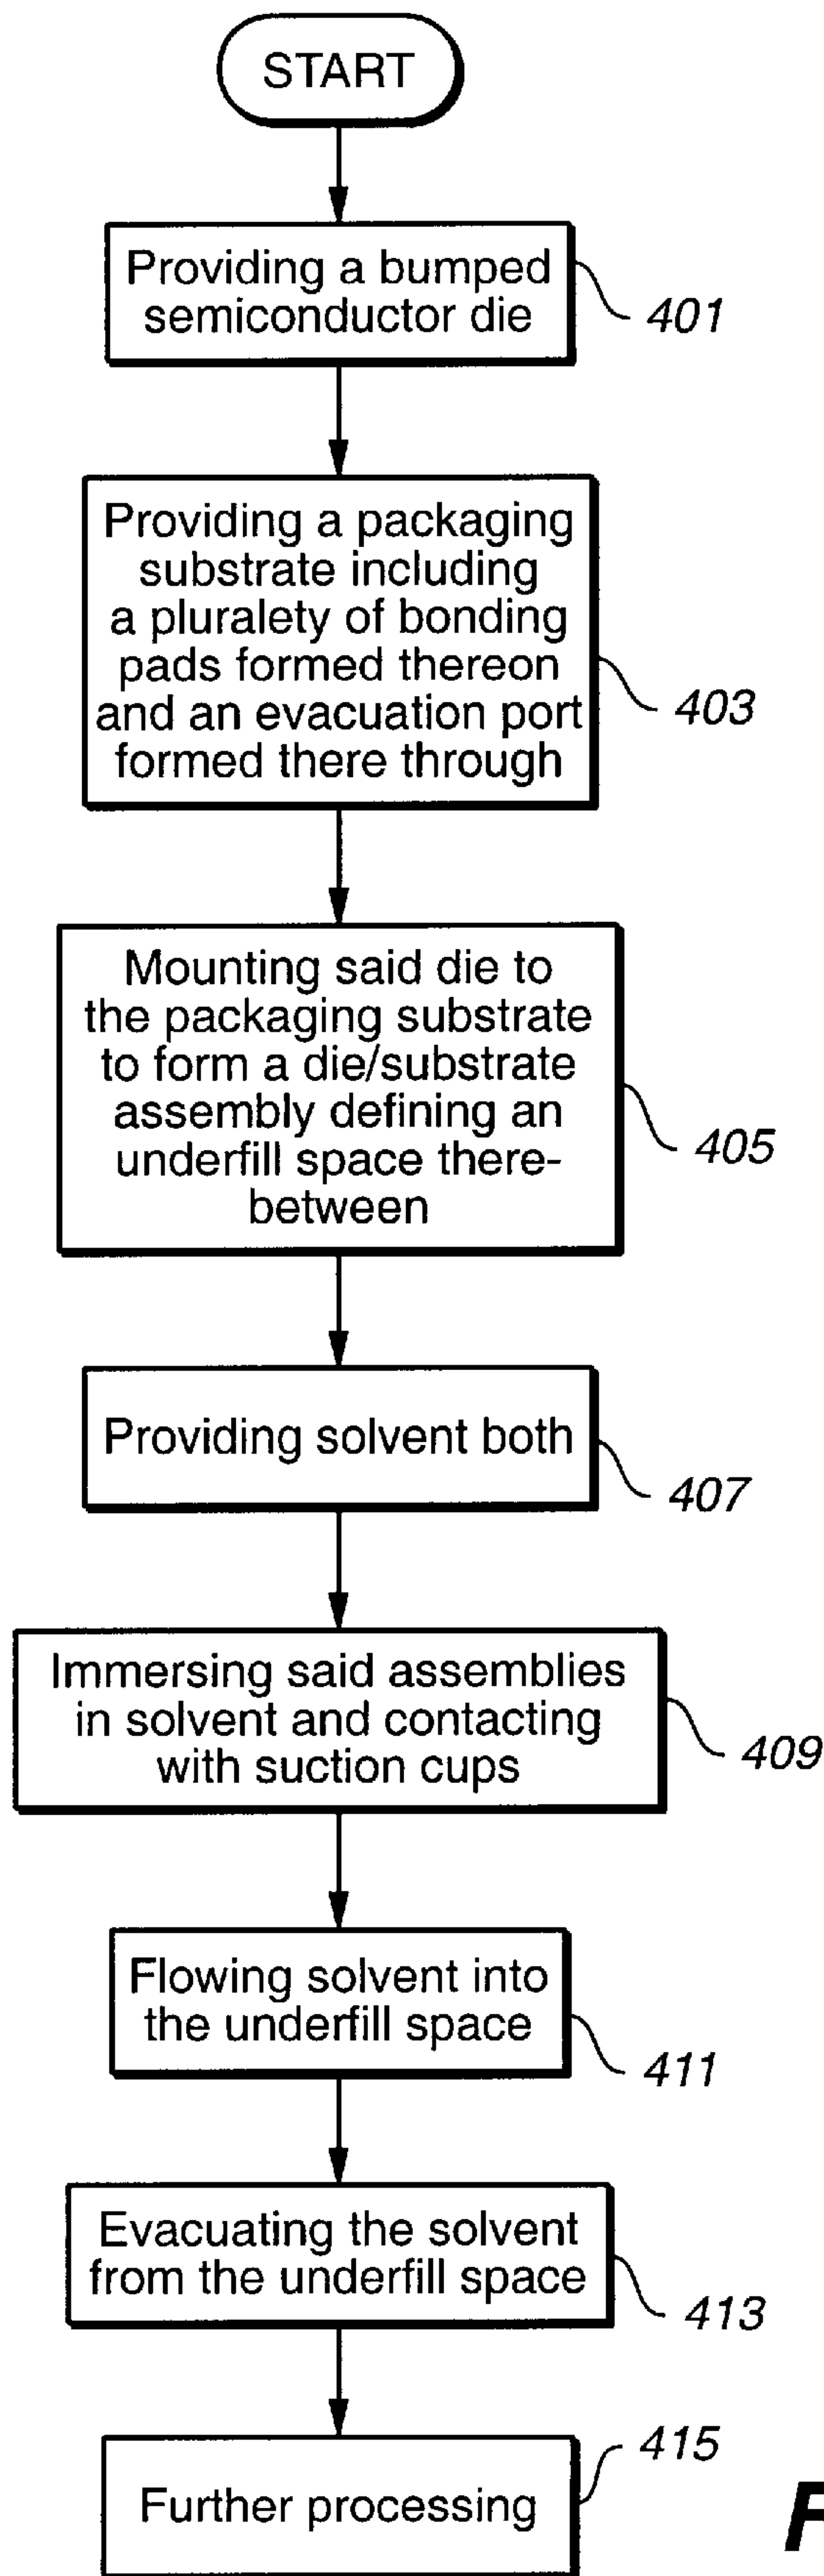 START
Providing a bumped
semiconductor die
401
Providing a packaging
substrate including
a pluralety of bonding
pads formed thereon
and an evacuation port
formed there through
403
Mounting said die to
the packaging substrate
to form a die/substrate
assembly defining an
underfill space there-
between
405
Providing solvent both
407
Immersing said assemblies
in solvent and contacting
with suction cups
409
Flowing solvent into
the underfill space
411
Evacuating the solvent
from the underfill space
413
415
Further processing